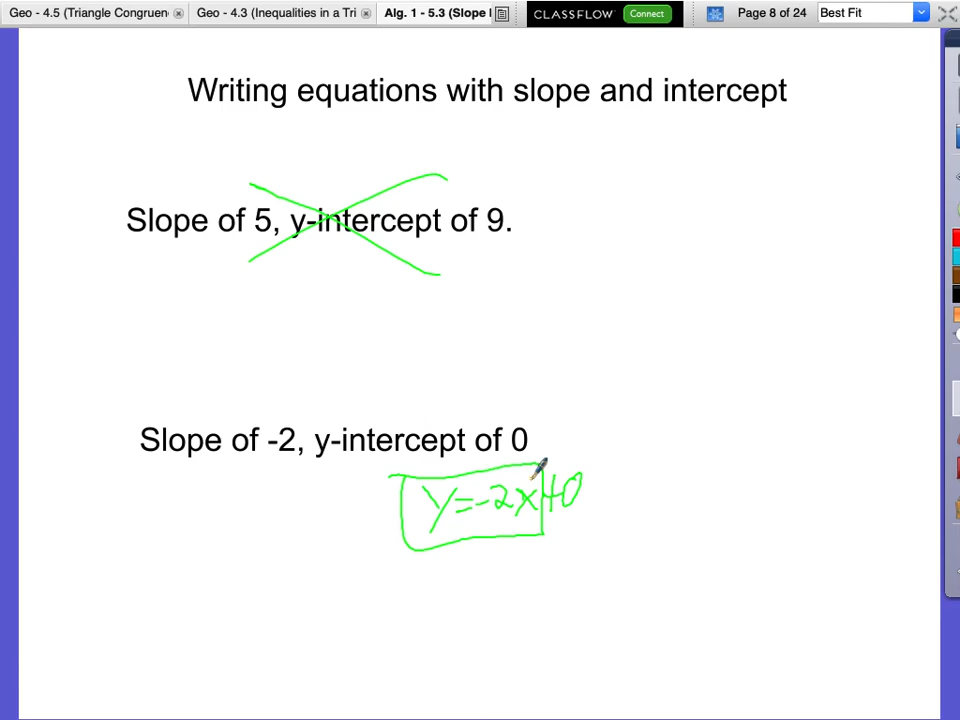 Geo - 4.5 (Triangle Congruen Geo - 4.3 (Inequalities in a Tri Alg. 1 - 5.3 (Slope CLASSFLOW Connect Page 8 of 24 Best Fit
Writing equations with slope and intercept
Slope of 5, y-intercept of 9.
Slope of -2, y-intercept of 0
y=-2x+0